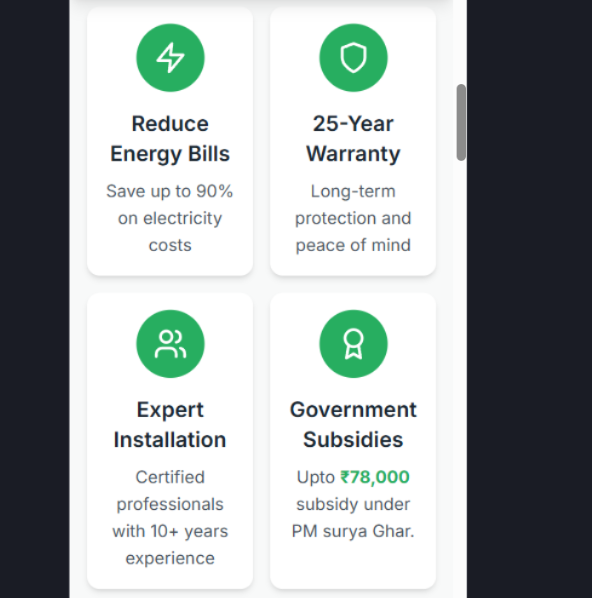 Reduce
Energy Bills
Save up to 90%
on electricity
costs
25-Year
Warranty
Long-term
protection and
peace of mind
Expert
Installation
Certified
professionals
with 10+ years
experience
Government
Subsidies
Upto ₹78,000
subsidy under
PM surya Ghar.